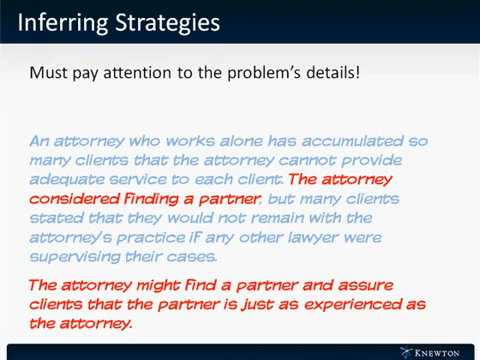 Inferring Strategies
Must pay attention to the problem's details!
An attorney who works alone has accumulated so
many clients that the attorney cannot provide
adequate service to each client. The attorney
considered finding a partner, but many clients
stated that they would not remain with the
attorney's practice if any other lawyer were
supervising their cases.
The attorney might find a partner and assure
clients that the partner is just as experienced as
the attorney.
KNEWTON